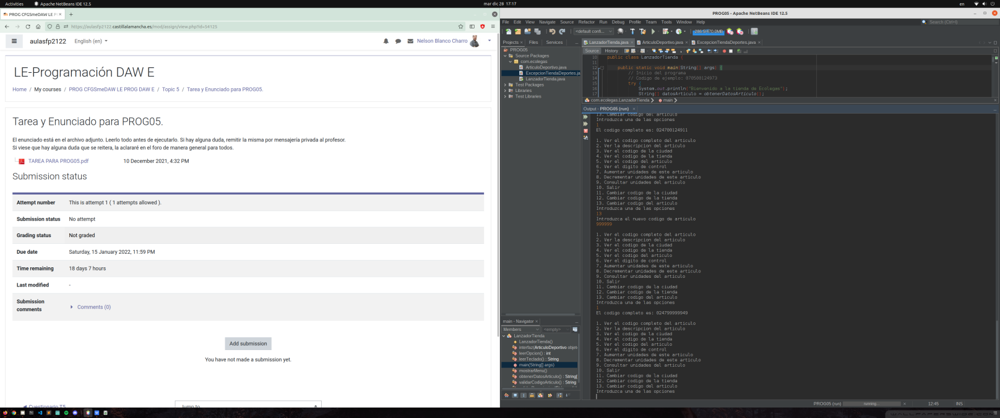 Activities
Apache NetBeans IDE 12.5
mar dic 28 17:17
en
PROG CFGSmeDAW LE P
https://aulasfp2122.castillalamancha.es/mod/assign/view.php?id=54125
aulasfp2122
English (en)
Nelson Blanco Charro
LE-Programación DAW E
Home / My courses / PROG CFGSmeDAW LE PROG DAW E / Topic 5 / Tarea y Enunciado para PROG05.
Tarea y Enunciado para PROG05.
El enunciado está en el archivo adjunto. Leerlo todo antes de ejecutarlo. Si hay alguna duda, remitir la misma por mensajería privada al profesor.
Si viese que hay alguna duda que se reitera, la aclararé en el foro de manera general para todos.
TAREA PARA PROG05.pdf
10 December 2021, 4:32 PM
Submission status
Attempt number This is attempt 1 ( 1 attempts allowed ).
Submission status No attempt
Grading status Not graded
Due date Saturday, 15 January 2022, 11:59 PM
Time remaining 18 days 7 hours
Last modified -
Submission comments Comments (0)
Add submission
You have not made a submission yet.
Cuestionario T5
Jump to
PROG05 - Apache NetBeans IDE 12.5
File Edit View Navigate Source Refactor Run Debug Profile Team Tools Window Help
Search (Ctrl+I)
<default confi...
286.5/470.0MB
Projects Files Services
LanzadorTienda.java ArticuloDeportivo.java ExcepcionTiendaDeportes.java
PROG05
Source Packages
com.ecolegas
ArticuloDeportivo.java
ExcepcionTiendaDeportes.ja
LanzadorTienda.java
Test Packages
Libraries
Test Libraries
Source History
10 public class LanzadorTienda {
11
12 public static void main(String[] args) {
13 // Inicio del programa
14 // Codigo de ejemplo: 070500124973
15 try {
16 System.out.println("Bienvenido a la tienda de Ecolegas");
17 String[] datosArticulo = obtenerDatosArticulo();
com.ecolegas.LanzadorTienda main
Output - PROG05 (run)
13. Cambiar codigo del articulo
Introduzca una de las opciones
1
El codigo completo es: 024700124911
1. Ver el codigo completo del articulo
2. Ver la descripcion del articulo
3. Ver el codigo de la ciudad
4. Ver el codigo de la tienda
5. Ver el codigo del articulo
6. Ver el digito de control
7. Aumentar unidades de este articulo
8. Decrementar unidades de este articulo
9. Consultar unidades del articulo
10. Salir
11. Cambiar codigo de la ciudad
12. Cambiar codigo de la tienda
13. Cambiar codigo del articulo
Introduzca una de las opciones
13
Introduzca el nuevo codigo de articulo
999999
1. Ver el codigo completo del articulo
2. Ver la descripcion del articulo
3. Ver el codigo de la ciudad
4. Ver el codigo de la tienda
5. Ver el codigo del articulo
6. Ver el digito de control
7. Aumentar unidades de este articulo
8. Decrementar unidades de este articulo
9. Consultar unidades del articulo
10. Salir
11. Cambiar codigo de la ciudad
12. Cambiar codigo de la tienda
13. Cambiar codigo del articulo
Introduzca una de las opciones
1
El codigo completo es: 024799999949
1. Ver el codigo completo del articulo
2. Ver la descripcion del articulo
3. Ver el codigo de la ciudad
4. Ver el codigo de la tienda
5. Ver el codigo del articulo
6. Ver el digito de control
7. Aumentar unidades de este articulo
8. Decrementar unidades de este articulo
9. Consultar unidades del articulo
10. Salir
11. Cambiar codigo de la ciudad
12. Cambiar codigo de la tienda
13. Cambiar codigo del articulo
Introduzca una de las opciones
main - Navigator
Members <empty>
LanzadorTienda
LanzadorTienda()
interfaz(ArticuloDeportivo objet
leerOpcion() : int
leerTeclado() : String
main(String[] args)
mostrarMenu()
obtenerDatosArticulo() : String[
validarCodigoArticulo() : String
PROG05 (run) running...
12:45 INS